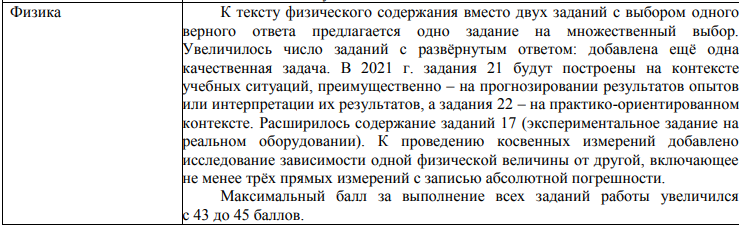 Физика
К тексту физического содержания вместо двух заданий с выбором одного
верного ответа предлагается одно задание на множественный выбор.
Увеличилось число заданий с развёрнутым ответом: добавлена ещё одна
качественная задача. В 2021 г. задания 21 будут построены на контексте
учебных ситуаций, преимущественно – на прогнозировании результатов опытов
или интерпретации их результатов, а задания 22 – на практико-ориентированном
контексте. Расширилось содержание заданий 17 (экспериментальное задание на
реальном оборудовании). К проведению косвенных измерений добавлено
исследование зависимости одной физической величины от другой, включающее
не менее трёх прямых измерений с записью абсолютной погрешности.
Максимальный балл за выполнение всех заданий работы увеличился
с 43 до 45 баллов.